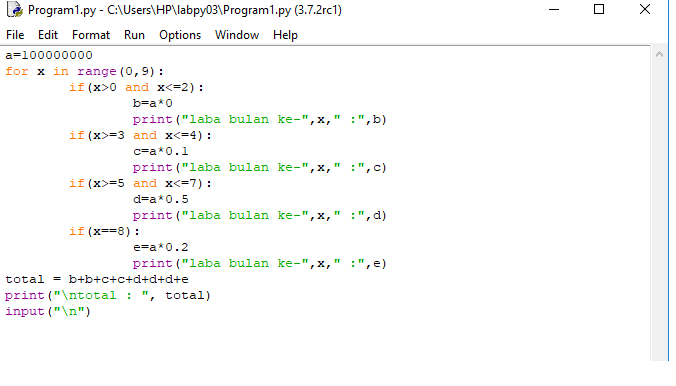 Program1.py - C:\Users\HP\labpy03\Program1.py (3.7.2rc1)
File Edit Format Run Options Window Help
a=100000000
for x in range(0,9):
        if(x>0 and x<=2):
                b=a*0
                print("laba bulan ke-",x," :",b)
        if(x>=3 and x<=4):
                c=a*0.1
                print("laba bulan ke-",x," :",c)
        if(x>=5 and x<=7):
                d=a*0.5
                print("laba bulan ke-",x," :",d)
        if(x==8):
                e=a*0.2
                print("laba bulan ke-",x," :",e)
total = b+b+c+c+d+d+d+e
print("\ntotal : ", total)
input("\n")